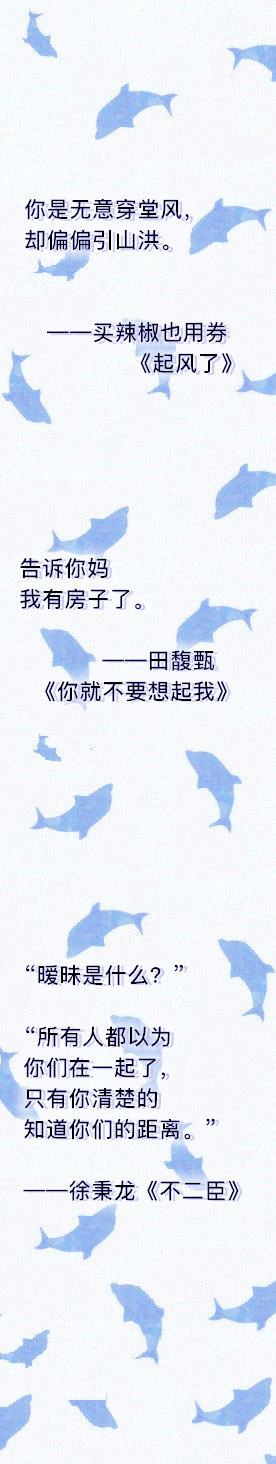 你是无意穿堂风，
却偏偏引山洪。
——买辣椒也用券
《起风了》
告诉你妈
我有房子了。
——田馥甄
《你就不要想起我》
“暧昧是什么？”
“所有人都以为
你们在一起了，
只有你清楚的
知道你们的距离。”
——徐秉龙《不二臣》